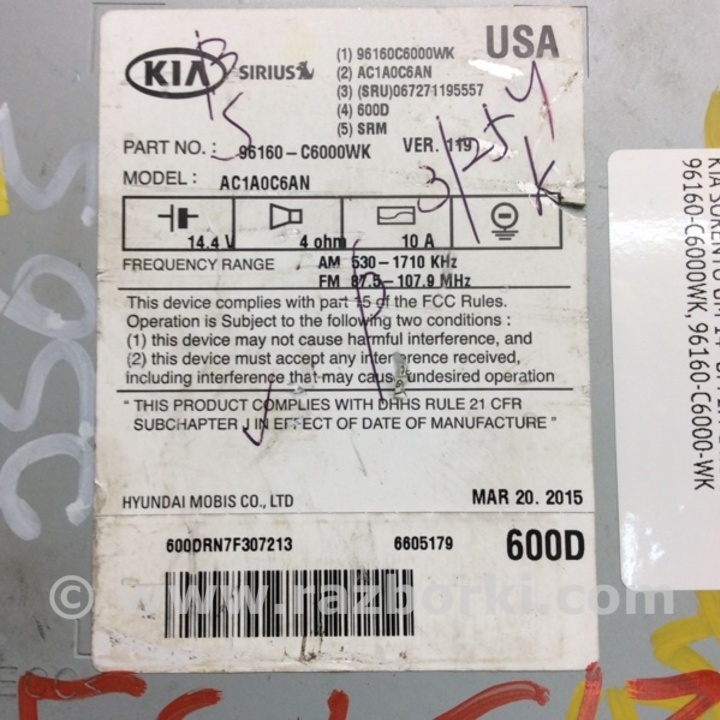 KIA SIRIUS
(1) 96160C6000WK
(2) AC1A0C6AN
(3) (SRU)067271195557
(4) 600D
(5) SRM
USA
PART NO. : 96160-C6000WK VER. 119
MODEL : AC1A0C6AN
3/25 Y
K
14.4 V 4 ohm 10 A
FREQUENCY RANGE AM 530-1710 KHz
FM 87.5-107.9 MHz
This device complies with part 15 of the FCC Rules.
Operation is Subject to the following two conditions :
(1) this device may not cause harmful interference, and
(2) this device must accept any interference received,
including interference that may cause undesired operation
" THIS PRODUCT COMPLIES WITH DHHS RULE 21 CFR
SUBCHAPTER J IN EFFECT OF DATE OF MANUFACTURE "
HYUNDAI MOBIS CO., LTD MAR 20. 2015
600DRN7F307213 6605179 600D
© www.razborki.com
96160-C6000WK, 96160-C6000-WK
KIA SORENTO